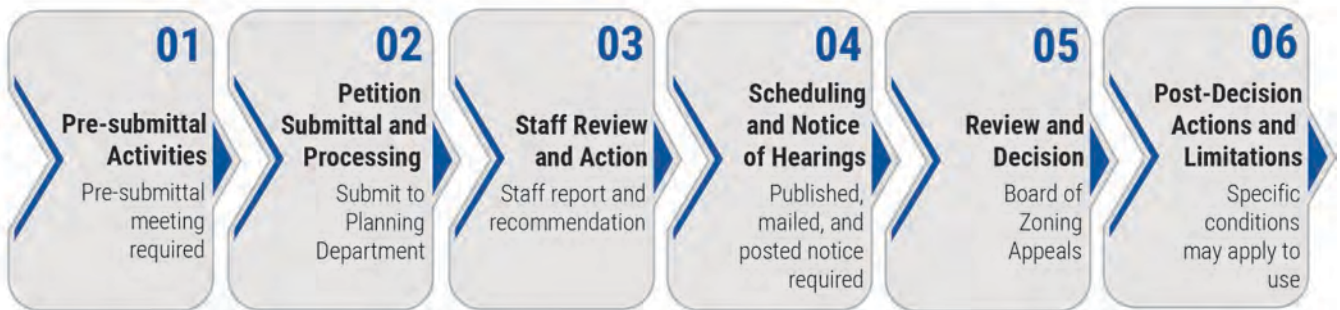 01
Pre-submittal
Activities
Pre-submittal
meeting
required
02
Petition
Submittal and
Processing
Submit to
Planning
Department
03
Staff Review
and Action
Staff report and
recommendation
04
Scheduling
and Notice
of Hearings
Published,
mailed, and
posted notice
required
05
Review and
Decision
Board of
Zoning
Appeals
06
Post-Decision
Actions and
Limitations
Specific
conditions
may apply to
use